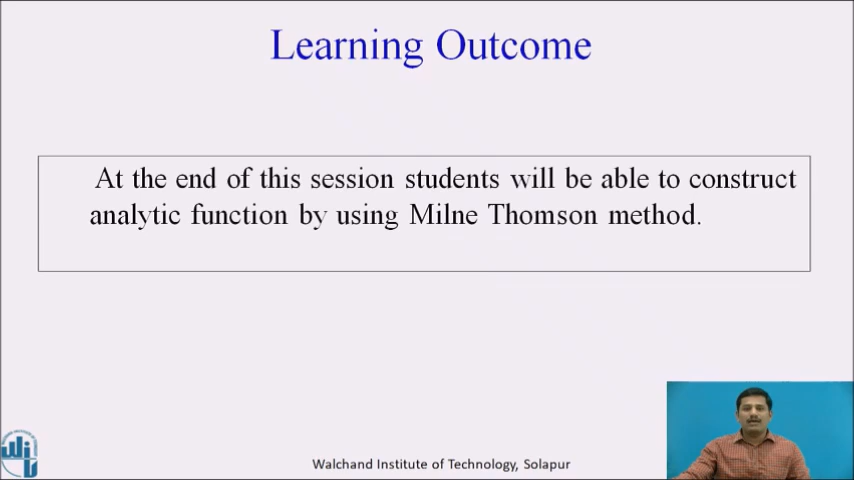 Learning Outcome
At the end of this session students will be able to construct
analytic function by using Milne Thomson method.
Walchand Institute of Technology, Solapur